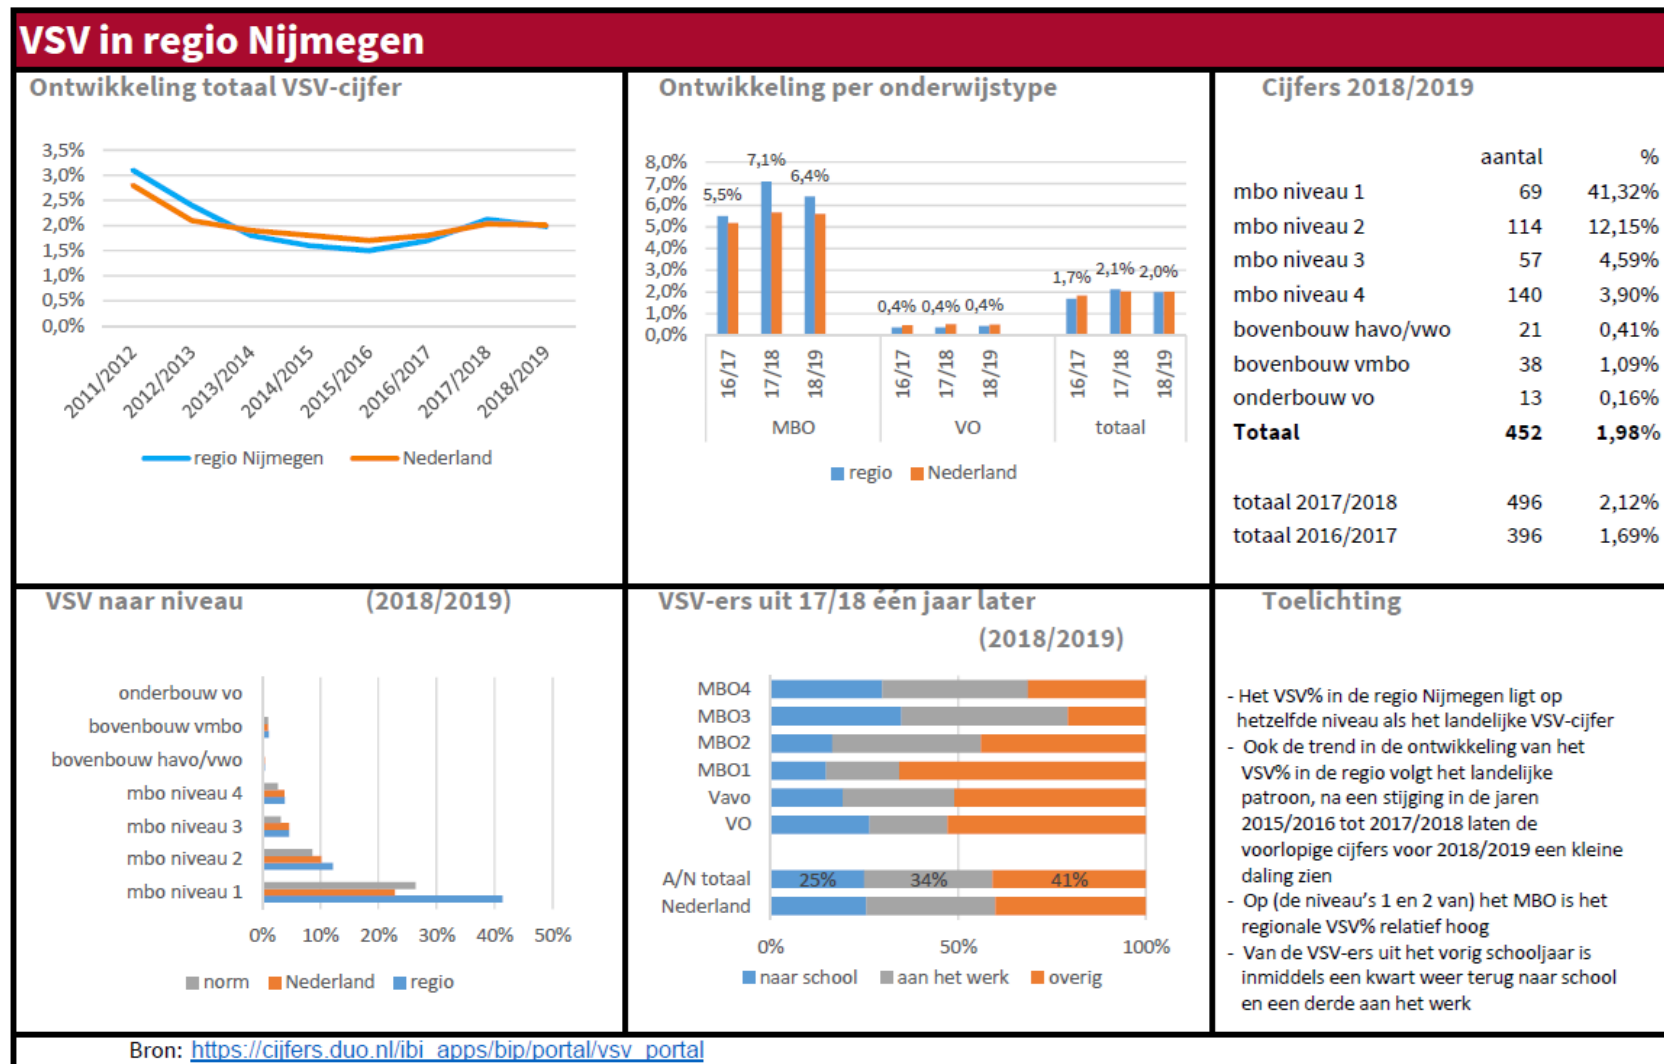 VSV in regio Nijmegen
Ontwikkeling totaal VSV-cijfer
3,5%
3,0%
2,5%
2,0%
1,5%
1,0%
0,5%
0,0%
2011/2012
2012/2013
2013/2014
2014/2015
2015/2016
2016/2017
2017/2018
2018/2019
regio Nijmegen Nederland
Ontwikkeling per onderwijstype
8,0%
7,0%
6,0%
5,0%
4,0%
3,0%
2,0%
1,0%
0,0%
5,5%
7,1%
6,4%
0,4% 0,4% 0,4%
1,7% 2,1% 2,0%
16/17 17/18 18/19 16/17 17/18 18/19 16/17 17/18 18/19
MBO VO totaal
regio Nederland
Cijfers 2018/2019
aantal %
mbo niveau 1 69 41,32%
mbo niveau 2 114 12,15%
mbo niveau 3 57 4,59%
mbo niveau 4 140 3,90%
bovenbouw havo/vwo 21 0,41%
bovenbouw vmbo 38 1,09%
onderbouw vo 13 0,16%
Totaal 452 1,98%
totaal 2017/2018 496 2,12%
totaal 2016/2017 396 1,69%
VSV naar niveau (2018/2019)
onderbouw vo
bovenbouw vmbo
bovenbouw havo/vwo
mbo niveau 4
mbo niveau 3
mbo niveau 2
mbo niveau 1
0% 10% 20% 30% 40% 50%
norm Nederland regio
VSV-ers uit 17/18 één jaar later
(2018/2019)
MBO4
MBO3
MBO2
MBO1
Vavo
VO
A/N totaal 25% 34% 41%
Nederland
0% 50% 100%
naar school aan het werk overig
Toelichting
- Het VSV% in de regio Nijmegen ligt op
hetzelfde niveau als het landelijke VSV-cijfer
- Ook de trend in de ontwikkeling van het
VSV% in de regio volgt het landelijke
patroon, na een stijging in de jaren
2015/2016 tot 2017/2018 laten de
voorlopige cijfers voor 2018/2019 een kleine
daling zien
- Op (de niveau's 1 en 2 van) het MBO is het
regionale VSV% relatief hoog
- Van de VSV-ers uit het vorig schooljaar is
inmiddels een kwart weer terug naar school
en een derde aan het werk
Bron: https://cijfers.duo.nl/ibi_apps/bip/portal/vsv_portal